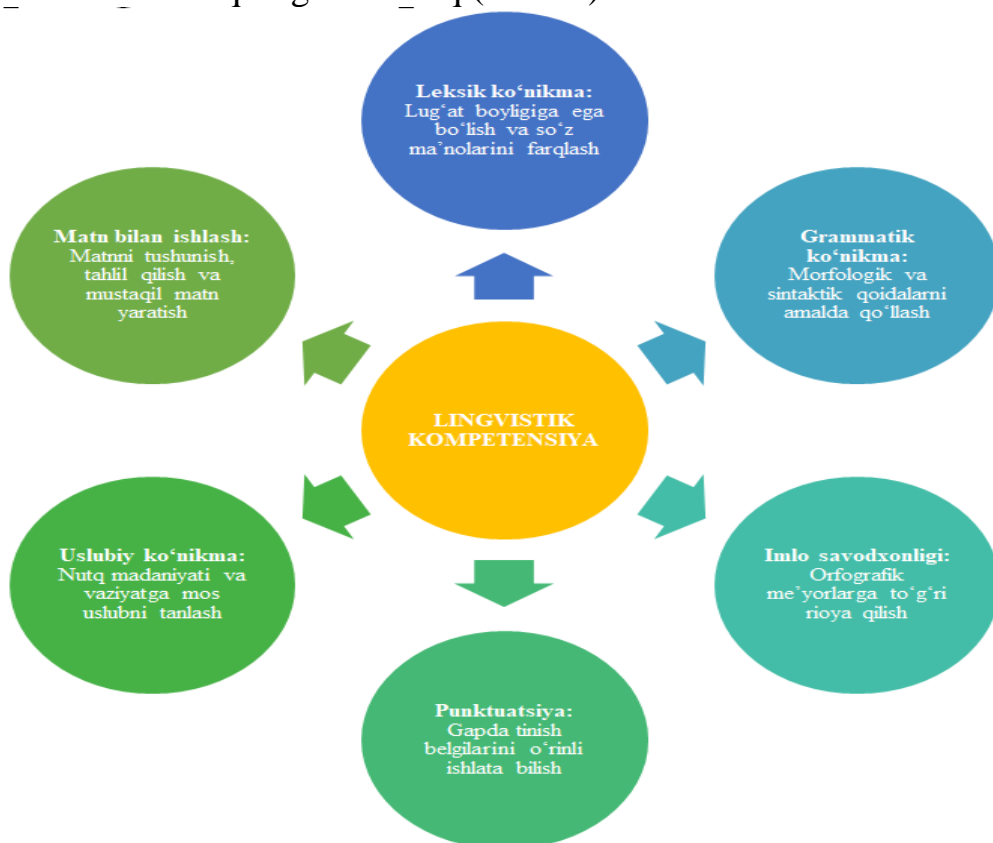 Leksik ko‘nikma:
Lug‘at boyligiga ega
bo‘lish va so‘z
ma’nolarini farqlash
Grammatik
ko‘nikma:
Morfologik va
sintaktik qoidalarni
amalda qo‘llash
Imlo savodxonligi:
Orfografik
me’yorlarga to‘g‘ri
rioya qilish
Punktuatsiya:
Gapda tinish
belgilarini o‘rinli
ishlata bilish
Uslubiy ko‘nikma:
Nutq madaniyati va
vaziyatga mos
uslubni tanlash
Matn bilan ishlash:
Matnni tushunish,
tahlil qilish va
mustaqil matn
yaratish
LINGVISTIK
KOMPETENSIYA